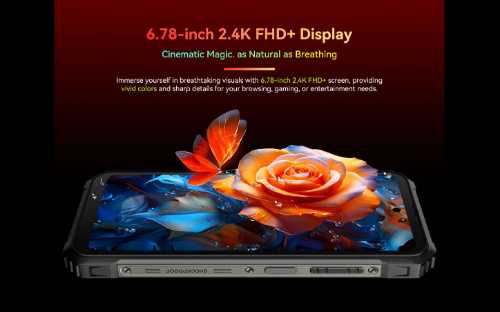 6.78-inch 2.4K FHD+ Display
Cinematic Magic. as Natural as Breathing
Immerse yourself in breathtaking visuals with 6.78-inch 2.4K FHD+ screen, providing
vivid colors and sharp details for your browsing, gaming, or entertainment needs.